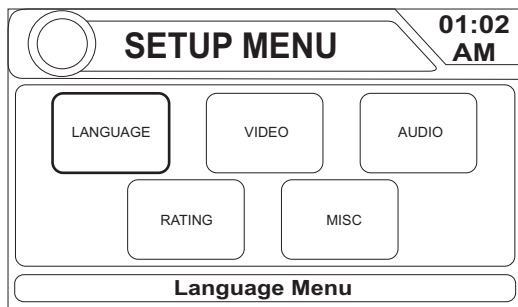 SETUP MENU
01:02
AM
LANGUAGE
VIDEO
AUDIO
RATING
MISC
Language Menu